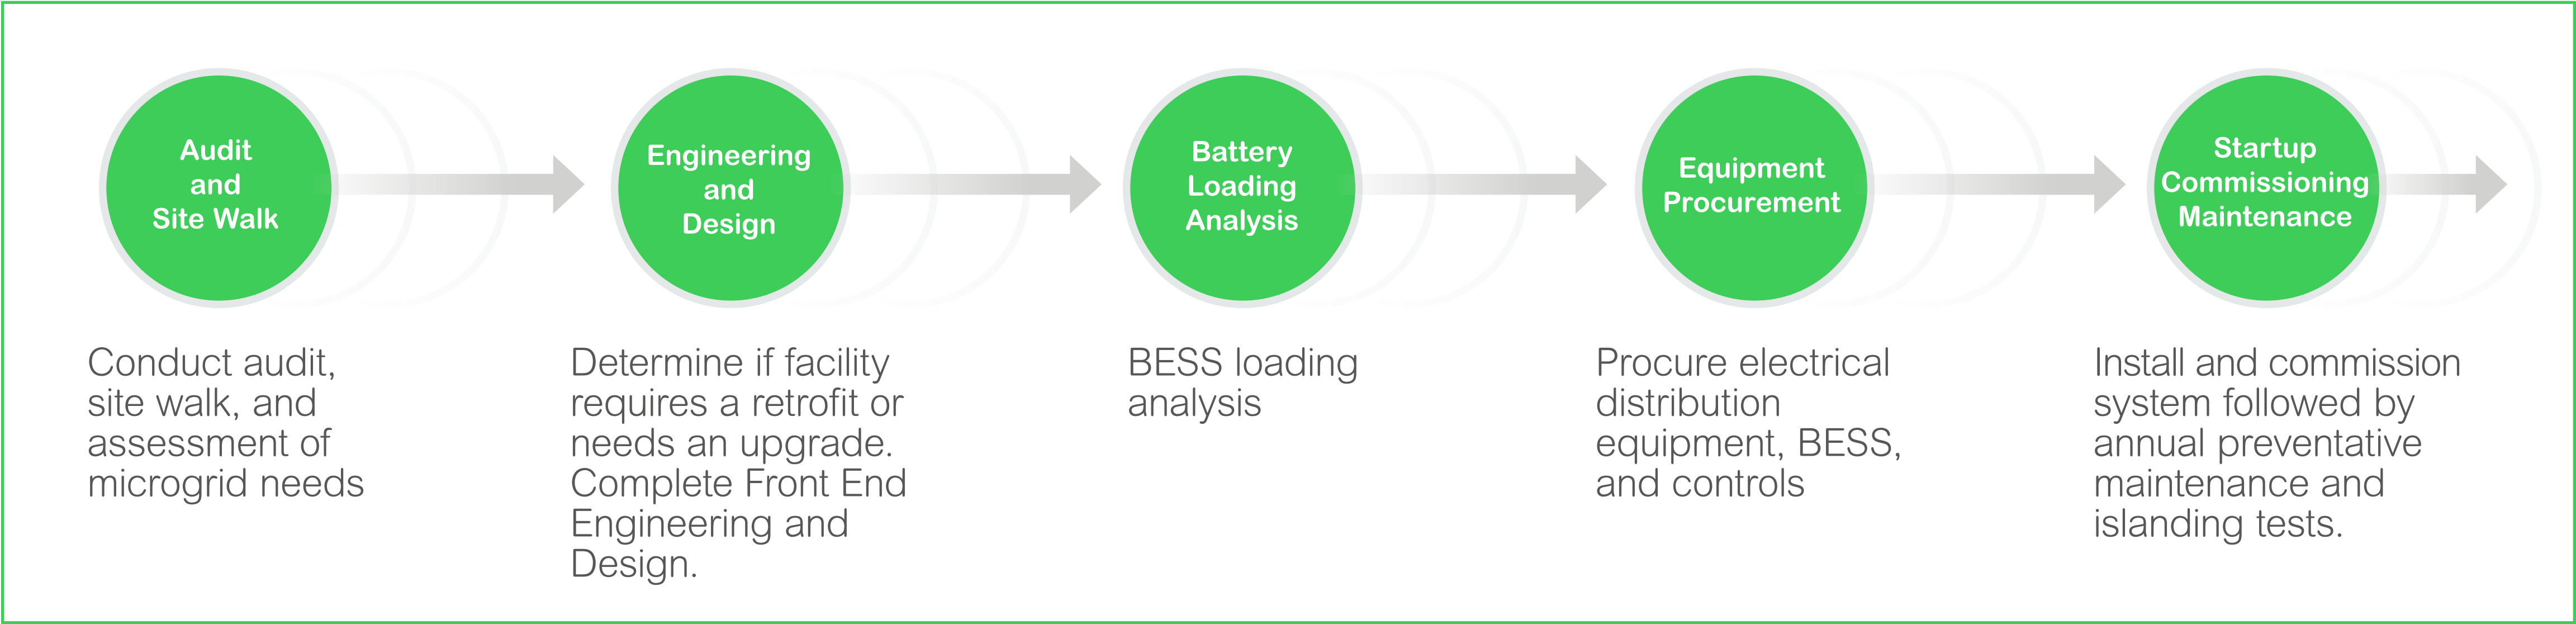 Audit
and
Site Walk
Engineering
and
Design
Battery
Loading
Analysis
Equipment
Procurement
Startup
Commissioning
Maintenance
Conduct audit,
site walk, and
assessment of
microgrid needs
Determine if facility
requires a retrofit or
needs an upgrade.
Complete Front End
Engineering and
Design.
BESS loading
analysis
Procure electrical
distribution
equipment, BESS,
and controls
Install and commission
system followed by
annual preventative
maintenance and
islanding tests.